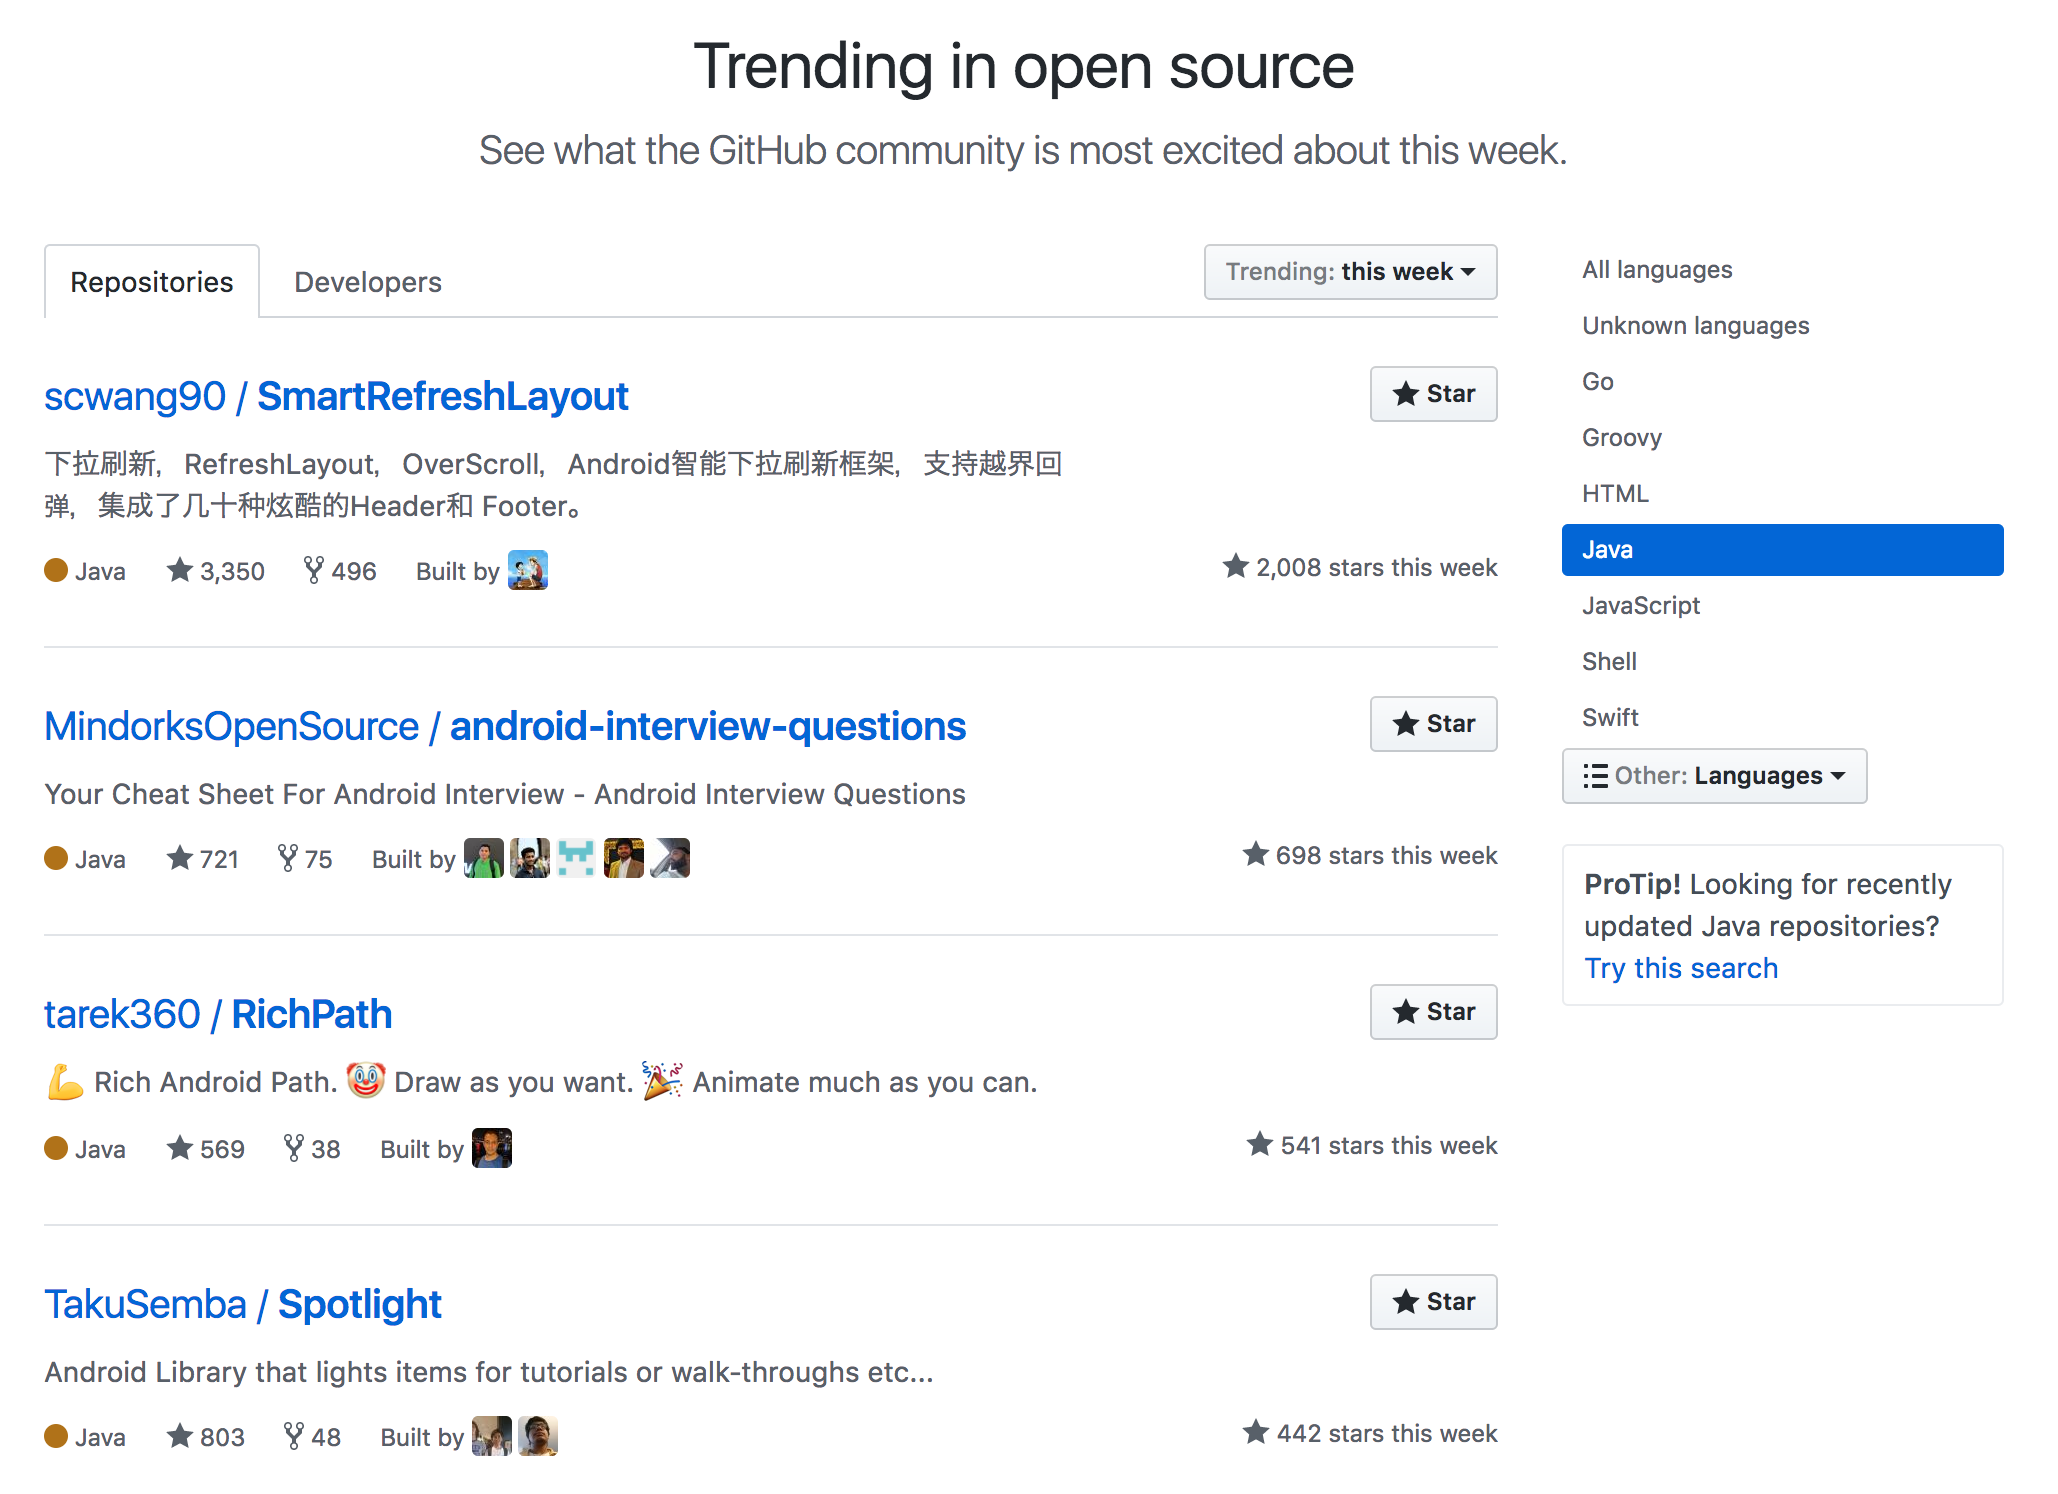 Trending in open source
See what the GitHub community is most excited about this week.
Repositories
Developers
Trending: this week
scwang90 / SmartRefreshLayout
Star
下拉刷新，RefreshLayout，OverScroll，Android智能下拉刷新框架，支持越界回
弹，集成了几十种炫酷的Header和 Footer。
Java 3,350 496 Built by
2,008 stars this week
MindorksOpenSource / android-interview-questions
Star
Your Cheat Sheet For Android Interview - Android Interview Questions
Java 721 75 Built by
698 stars this week
tarek360 / RichPath
Star
💪 Rich Android Path. 🤡 Draw as you want. 🎉 Animate much as you can.
Java 569 38 Built by
541 stars this week
TakuSemba / Spotlight
Star
Android Library that lights items for tutorials or walk-throughs etc...
Java 803 48 Built by
442 stars this week
All languages
Unknown languages
Go
Groovy
HTML
Java
JavaScript
Shell
Swift
Other: Languages
ProTip! Looking for recently
updated Java repositories?
Try this search